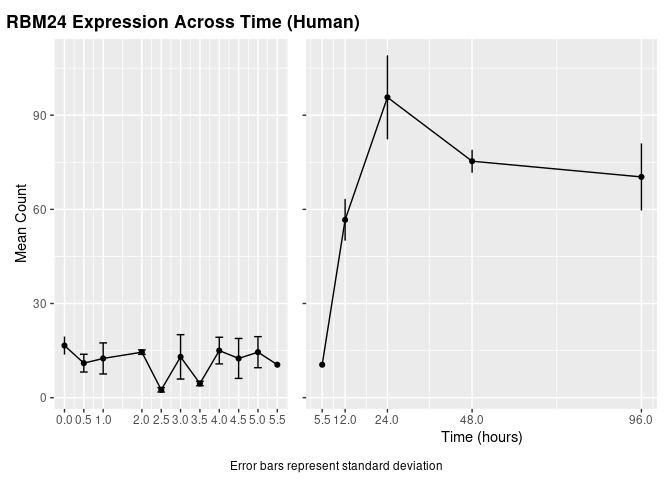 RBM24 Expression Across Time (Human)
Mean Count
90
60
30
0
0.0 0.5 1.0 2.0 2.5 3.0 3.5 4.0 4.5 5.0 5.5
5.5 12.0 24.0 48.0 96.0
Time (hours)
Error bars represent standard deviation